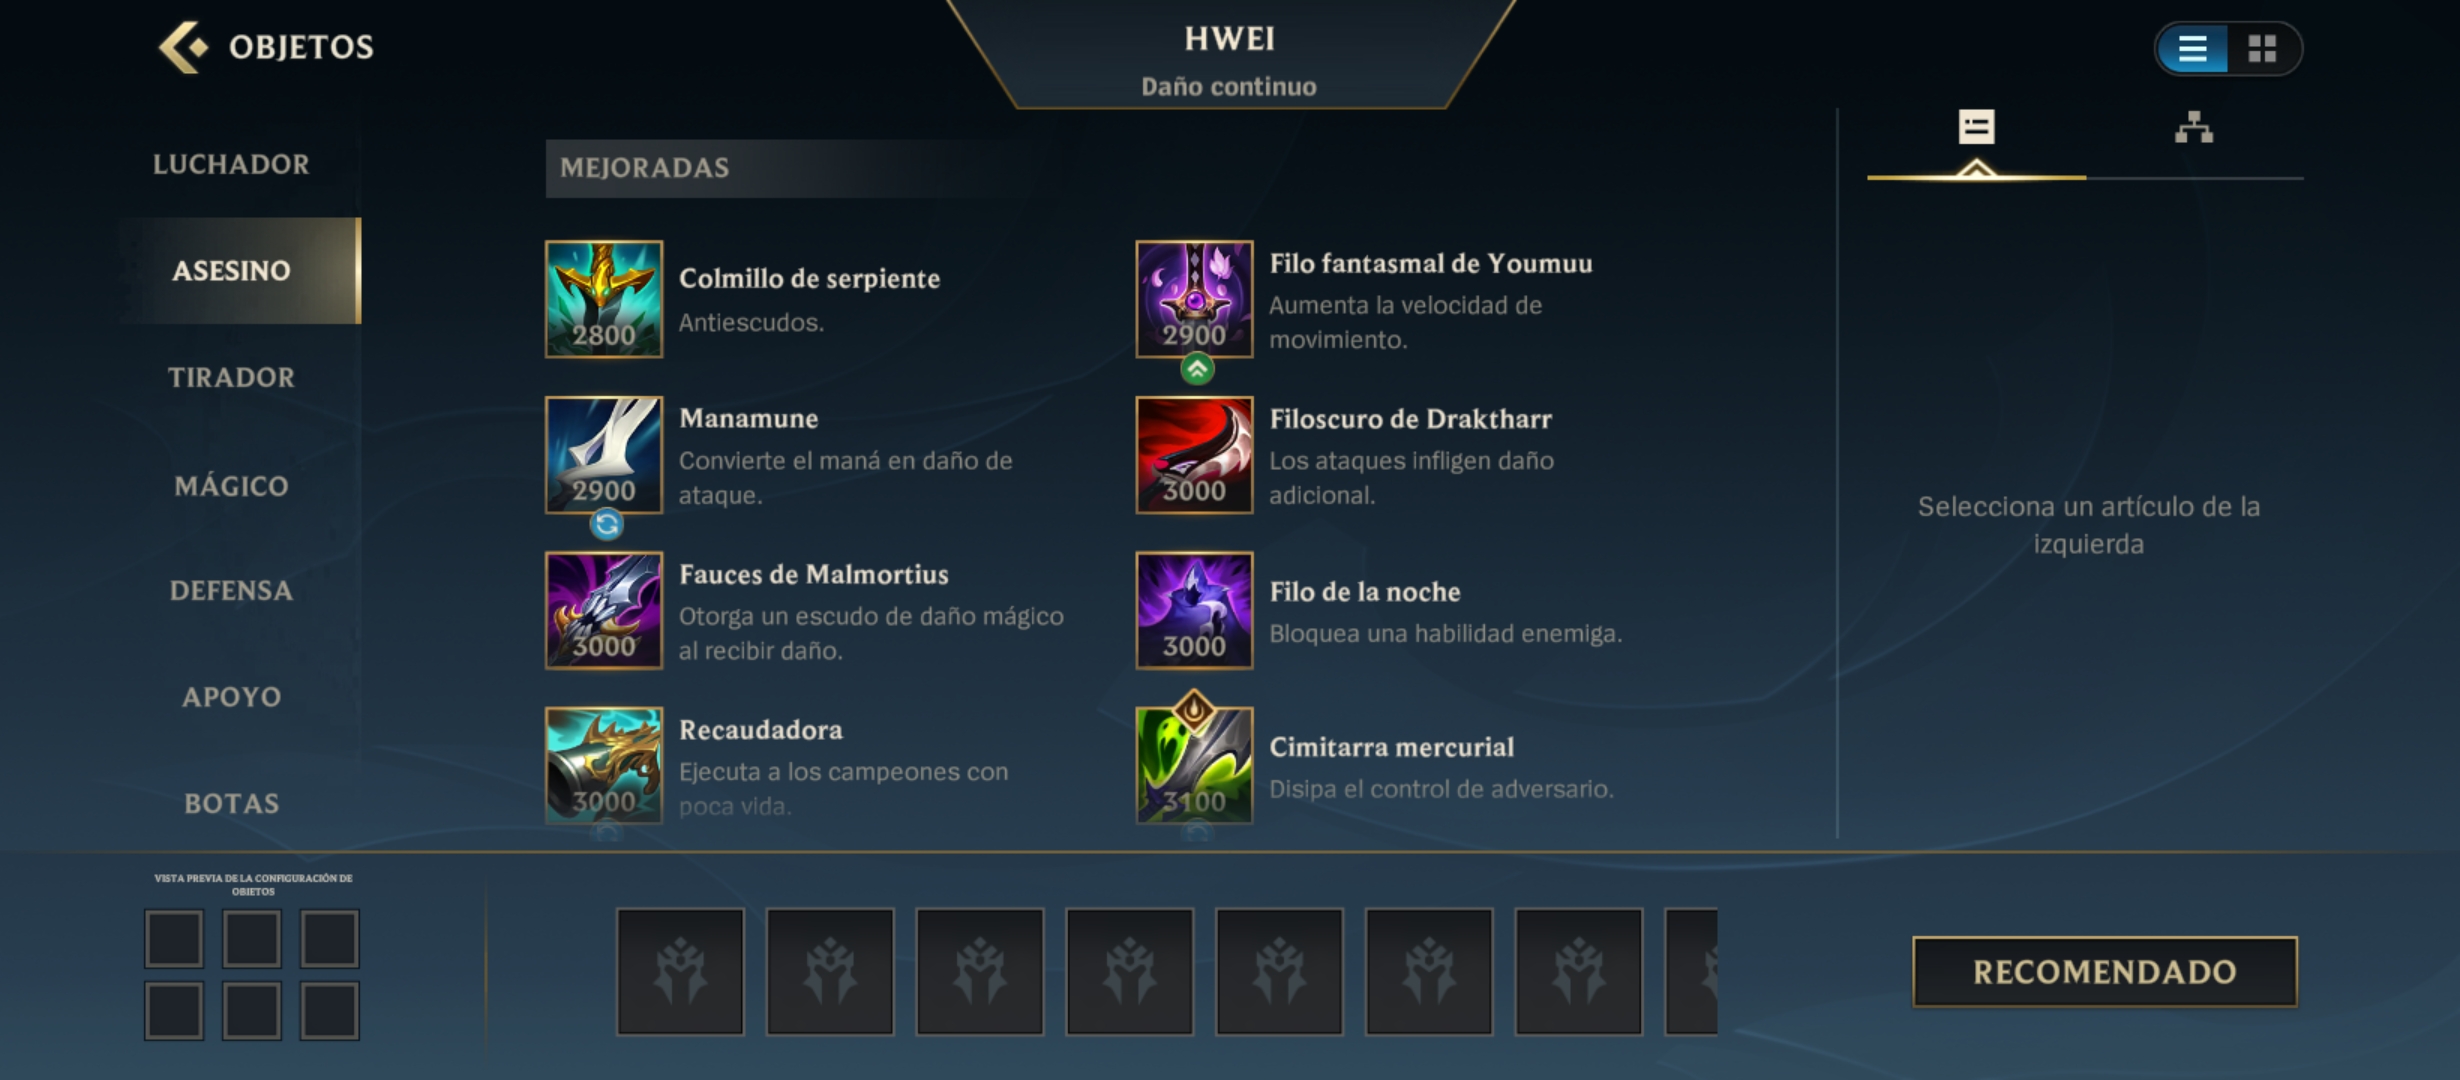 OBJETOS
HWEI
Daño continuo
LUCHADOR
ASESINO
TIRADOR
MÁGICO
DEFENSA
APOYO
BOTAS
MEJORADAS
2800
Colmillo de serpiente
Antiescudos.
2900
Filo fantasmal de Youmuu
Aumenta la velocidad de
movimiento.
2900
Manamune
Convierte el maná en daño de
ataque.
3000
Filoscuro de Draktharr
Los ataques infligen daño
adicional.
3000
Fauces de Malmortius
Otorga un escudo de daño mágico
al recibir daño.
3000
Filo de la noche
Bloquea una habilidad enemiga.
3000
Recaudadora
Ejecuta a los campeones con
poca vida.
3100
Cimitarra mercurial
Disipa el control de adversario.
Selecciona un artículo de la
izquierda
VISTA PREVIA DE LA CONFIGURACIÓN DE
OBJETOS
RECOMENDADO